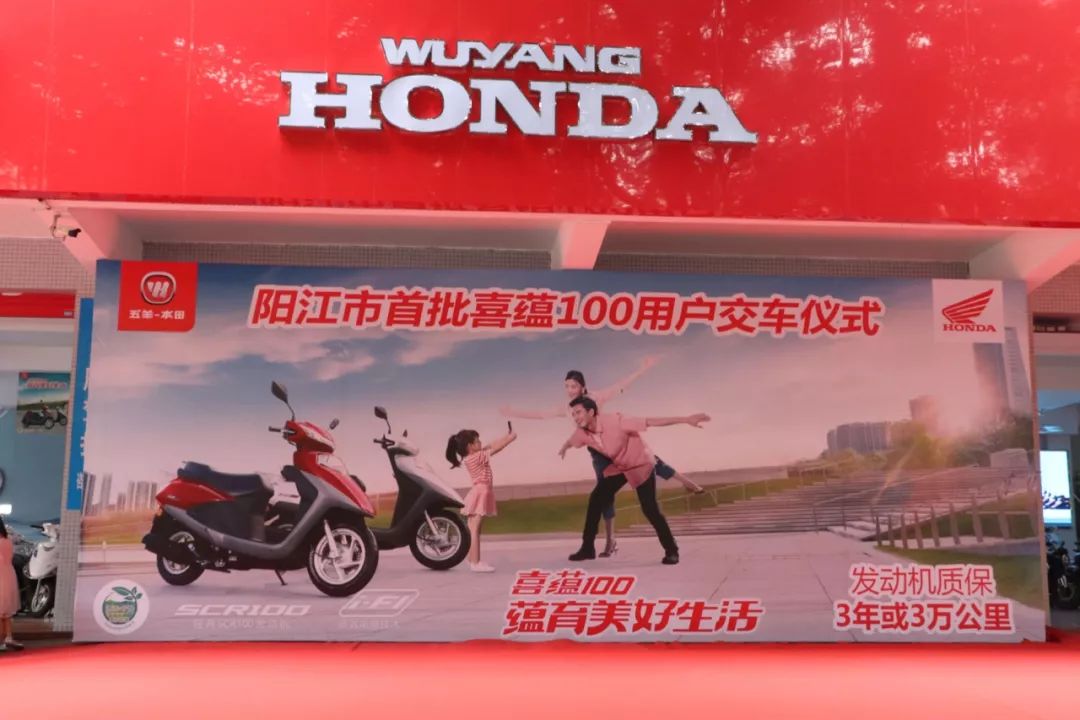 WUYANG
HONDA
五羊-本田
阳江市首批喜蕴100用户交车仪式
HONDA
喜蕴100
蕴育美好生活
发动机质保
3年或3万公里
SCR100